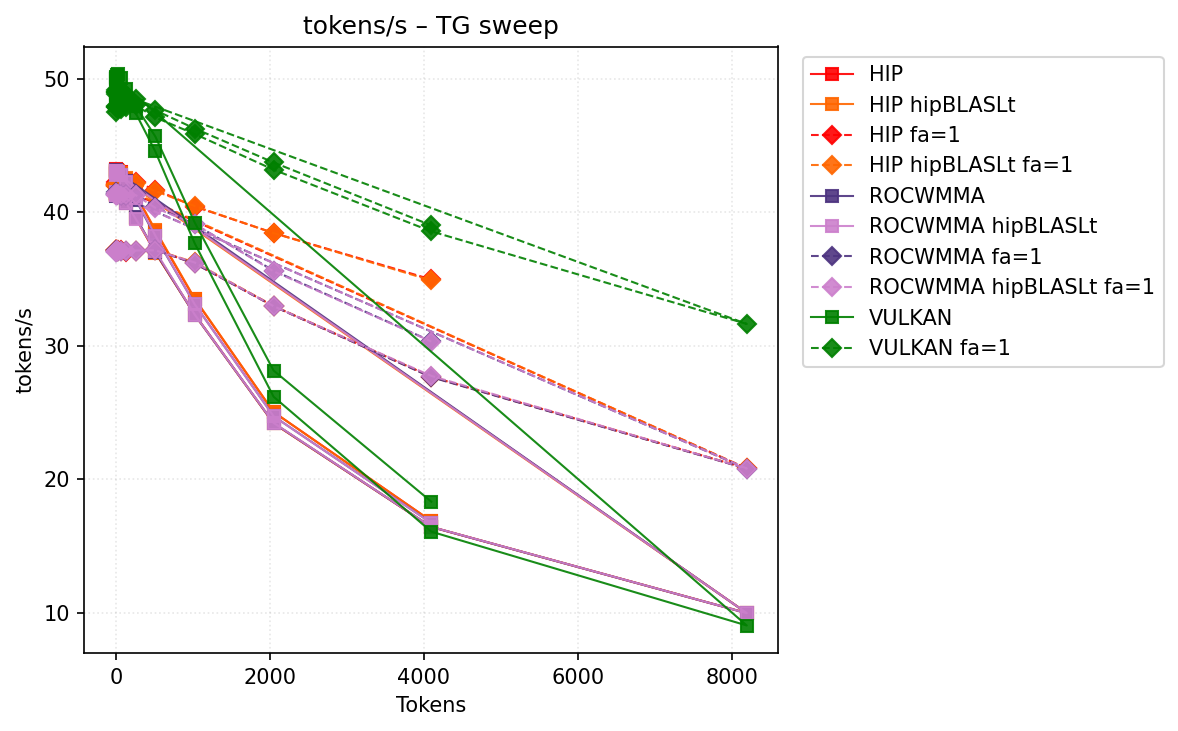 tokens/s – TG sweep
tokens/s
50
40
30
20
10
0
2000
4000
6000
8000
Tokens
HIP
HIP hipBLASLt
HIP fa=1
HIP hipBLASLt fa=1
ROCWMMA
ROCWMMA hipBLASLt
ROCWMMA fa=1
ROCWMMA hipBLASLt fa=1
VULKAN
VULKAN fa=1